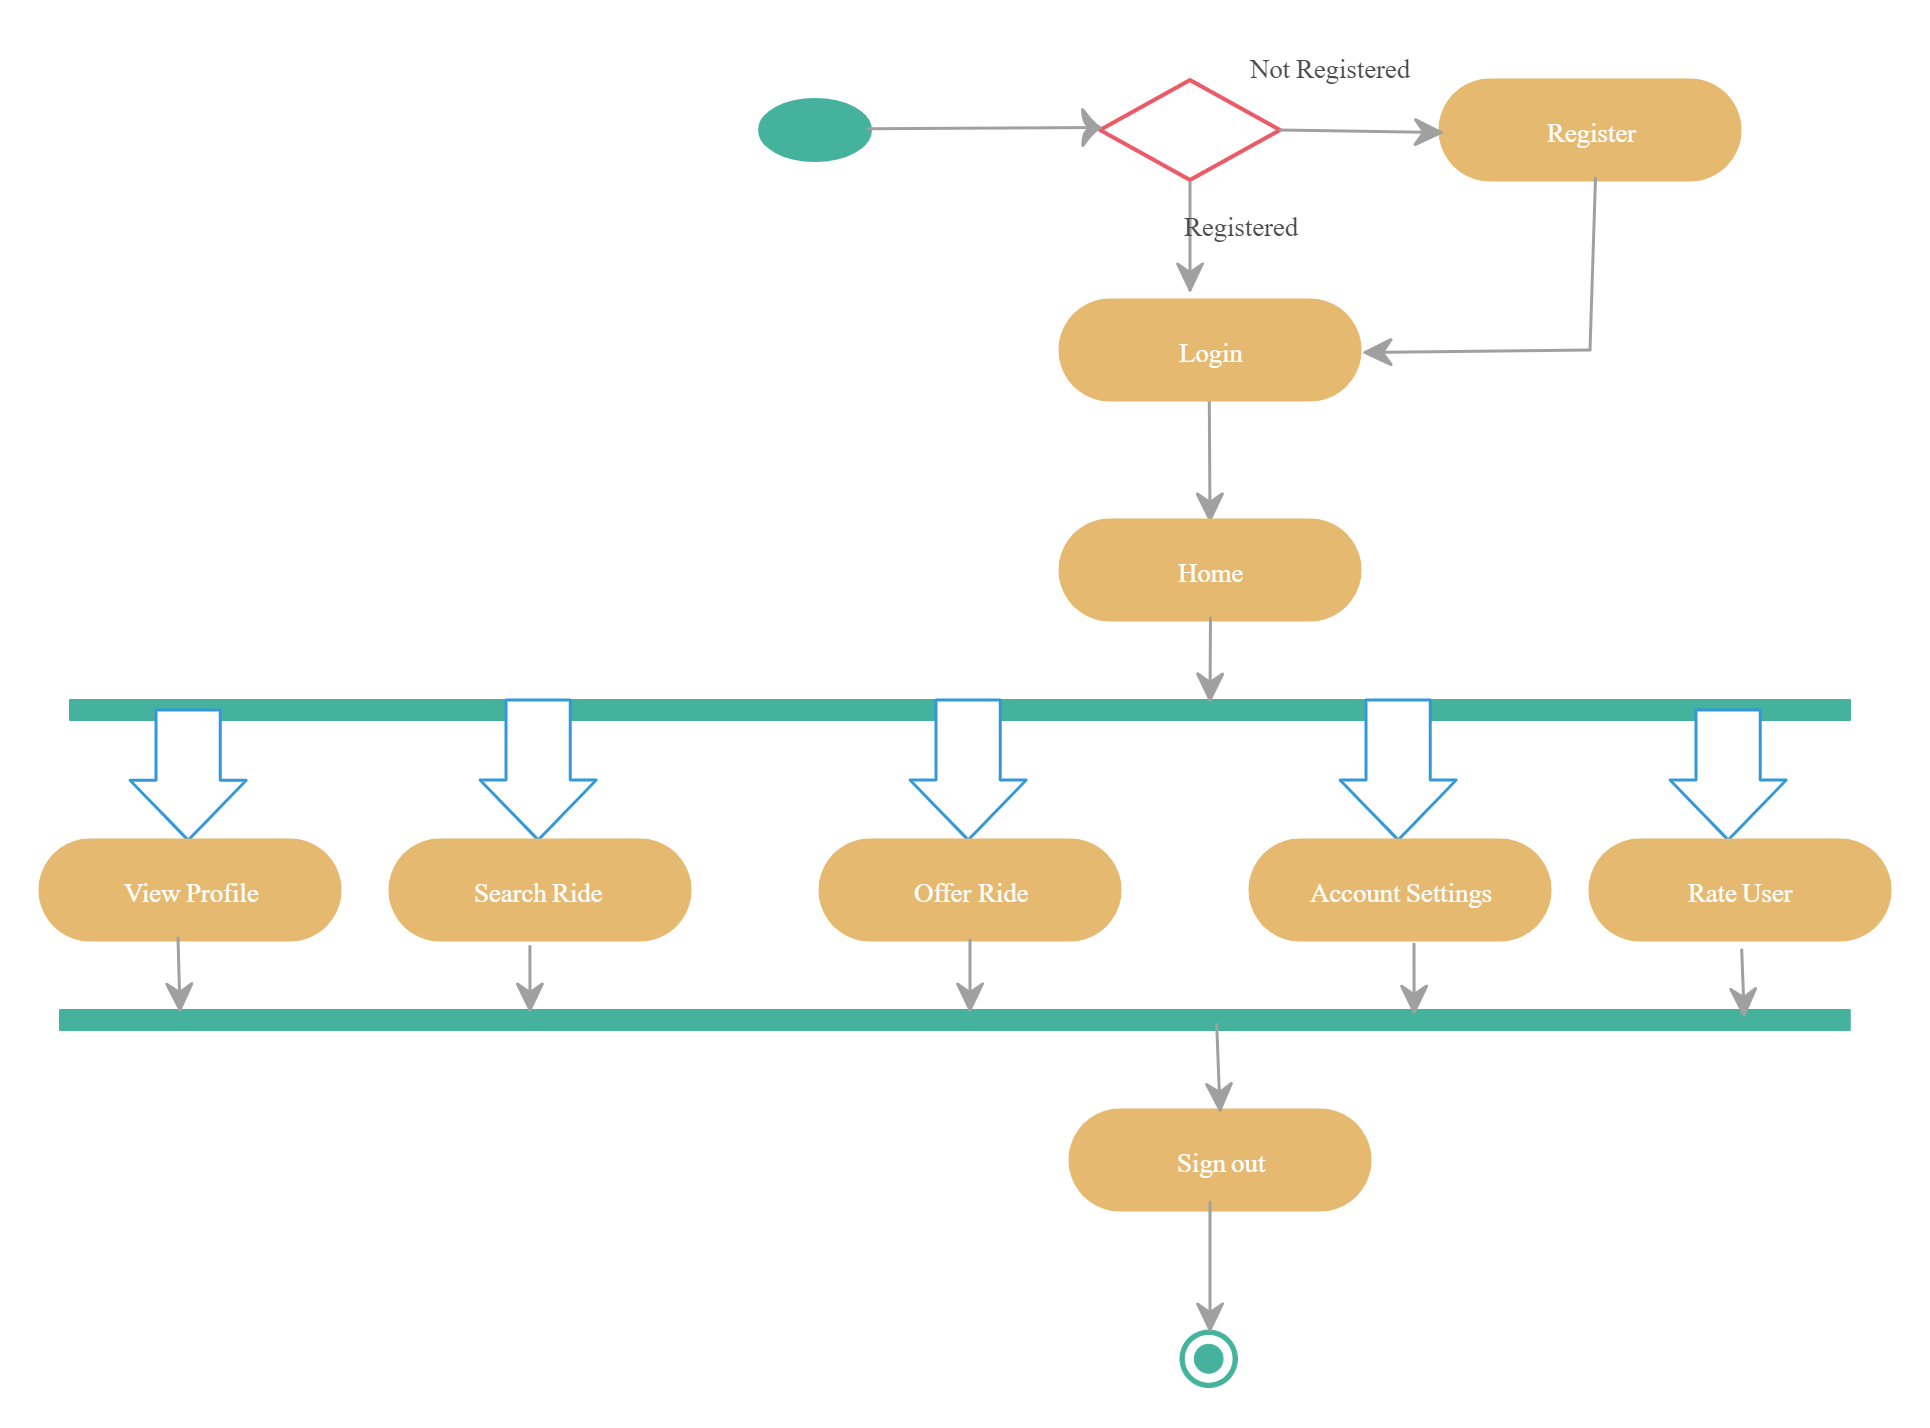 Not Registered
Register
Registered
Login
Home
View Profile
Search Ride
Offer Ride
Account Settings
Rate User
Sign out